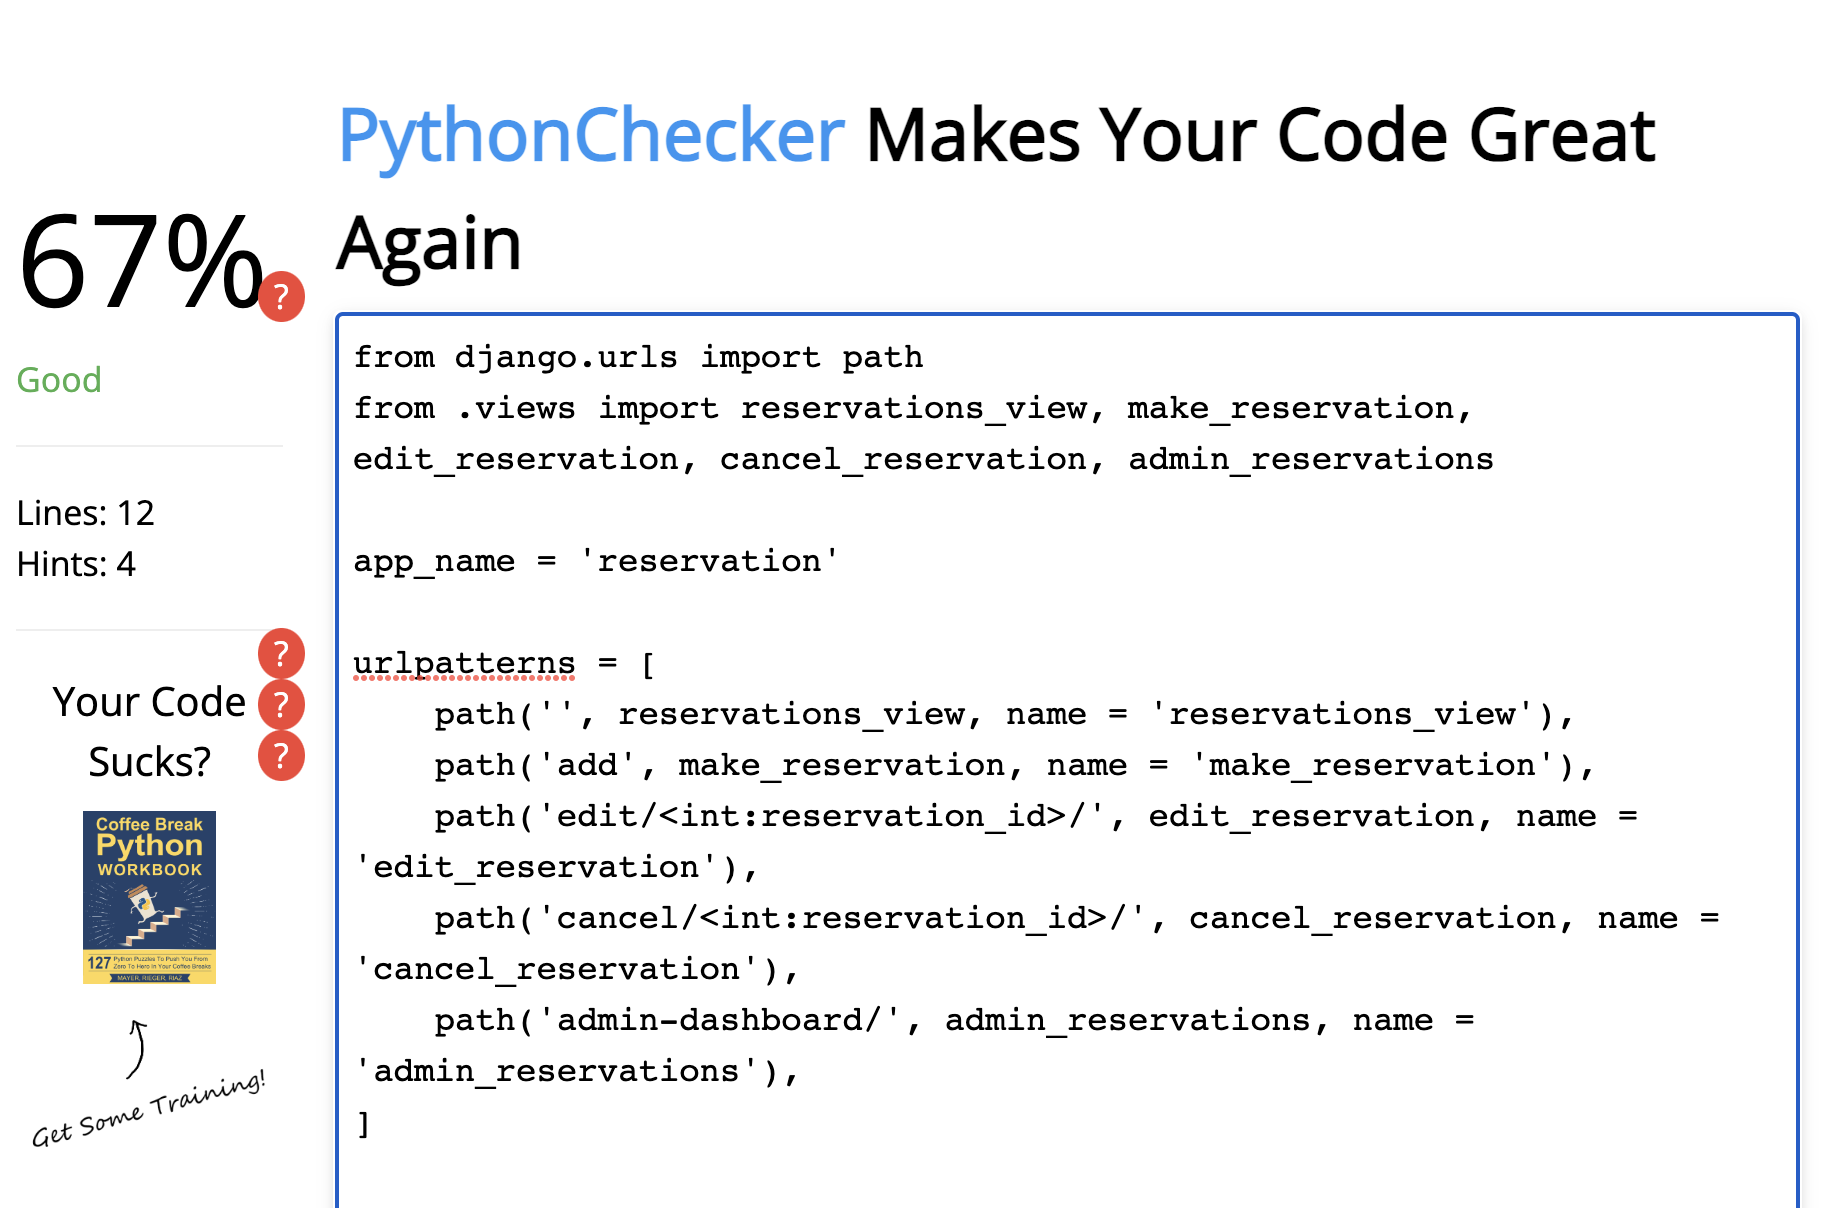 PythonChecker Makes Your Code Great
Again
67%
?
Good
Lines: 12
Hints: 4
?
?
?
Your Code
Sucks?
Coffee Break
Python
WORKBOOK
127 Python Puzzles To Push You From
Zero To Hero in Your Coffee Breaks
MAYER, RIEGER, RIAZ
Get Some Training!
from django.urls import path
from .views import reservations_view, make_reservation,
edit_reservation, cancel_reservation, admin_reservations
app_name = 'reservation'
urlpatterns = [
    path('', reservations_view, name = 'reservations_view'),
    path('add', make_reservation, name = 'make_reservation'),
    path('edit/<int:reservation_id>/', edit_reservation, name =
'edit_reservation'),
    path('cancel/<int:reservation_id>/', cancel_reservation, name =
'cancel_reservation'),
    path('admin-dashboard/', admin_reservations, name =
'admin_reservations'),
]